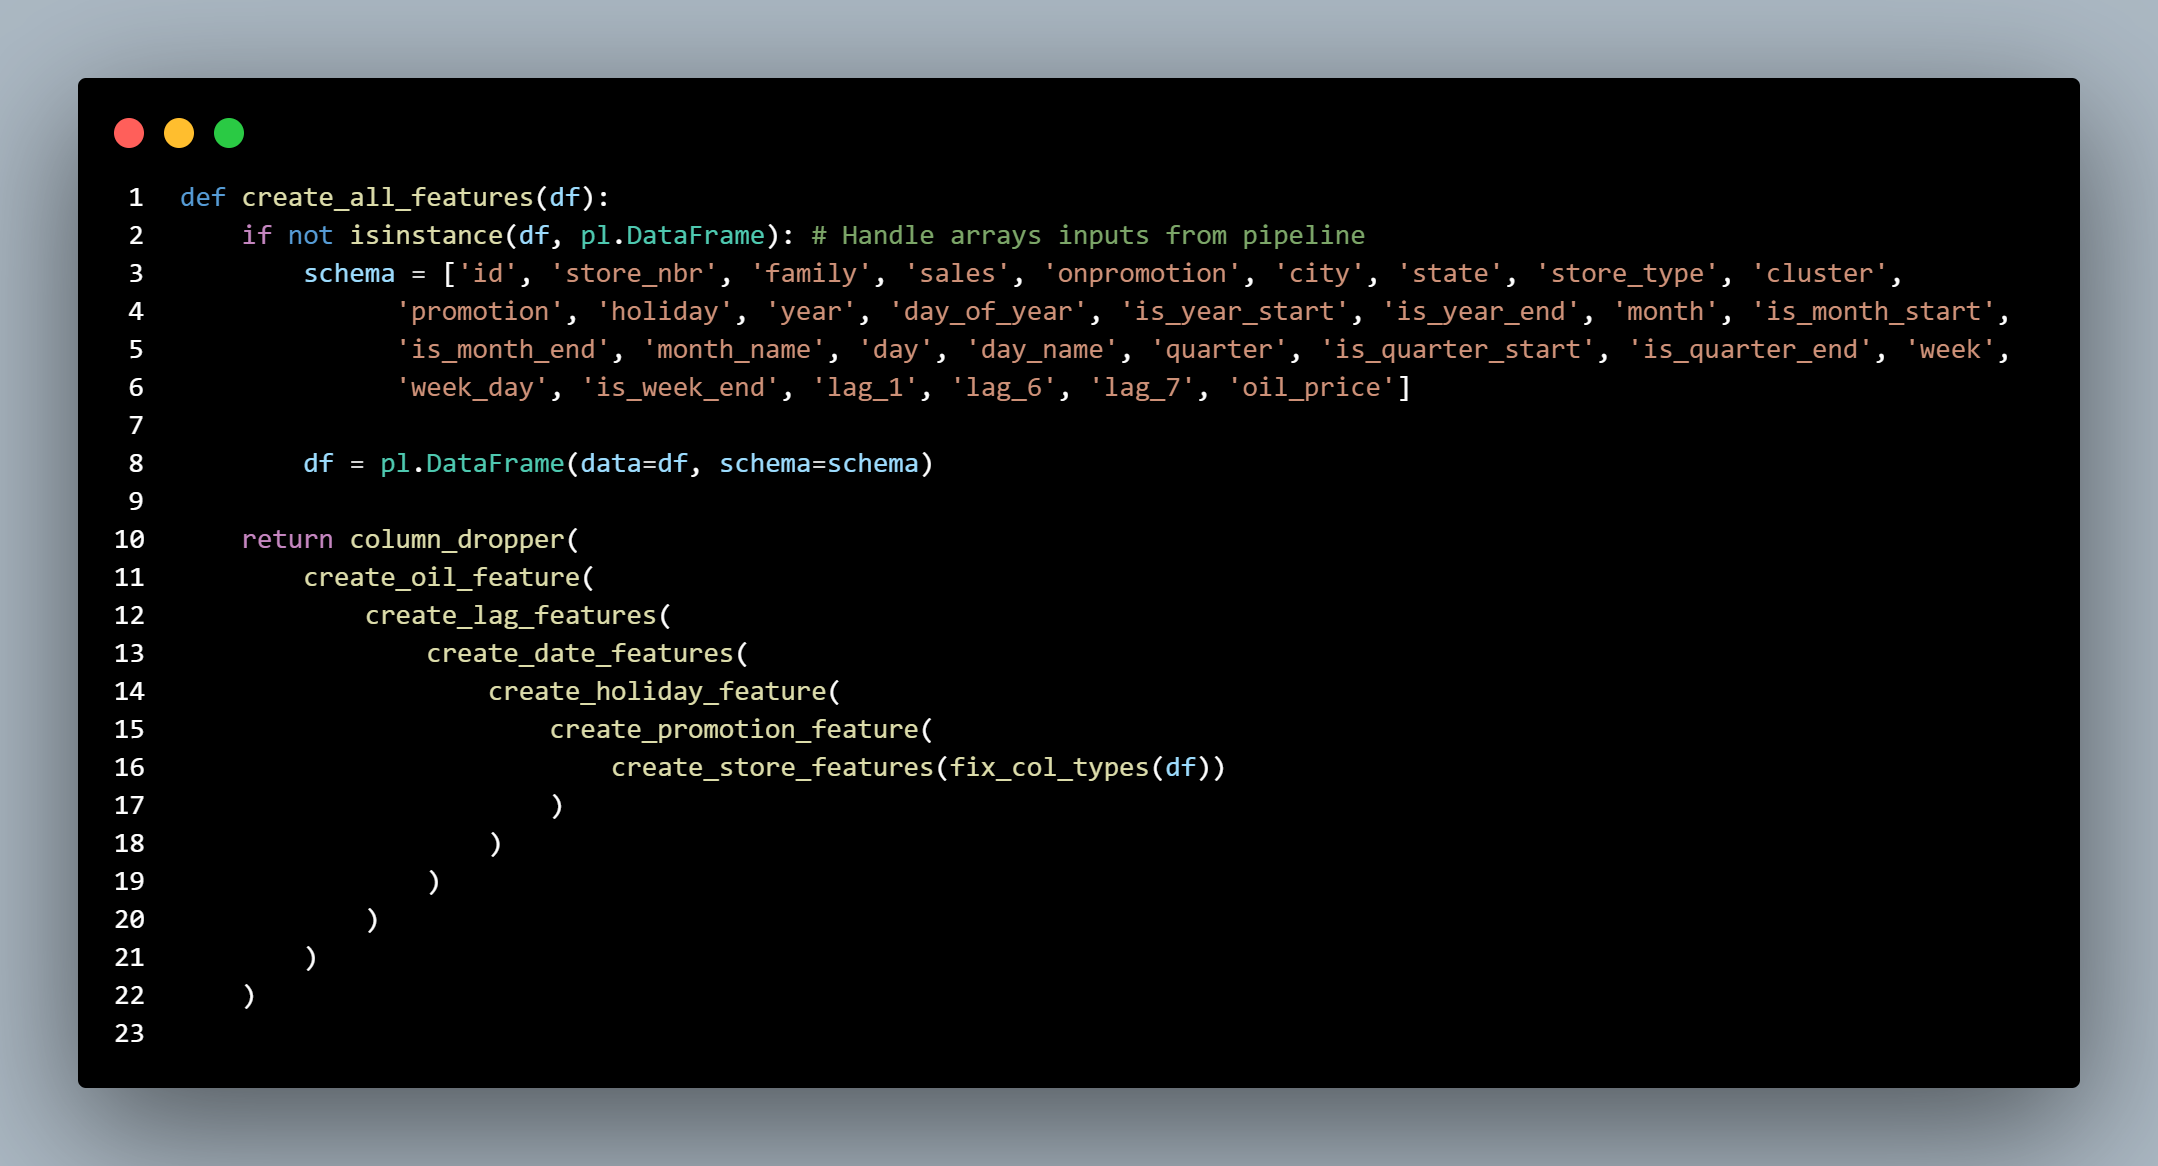 1 def create_all_features(df):
2     if not isinstance(df, pl.DataFrame): # Handle arrays inputs from pipeline
3         schema = ['id', 'store_nbr', 'family', 'sales', 'onpromotion', 'city', 'state', 'store_type', 'cluster',
4               'promotion', 'holiday', 'year', 'day_of_year', 'is_year_start', 'is_year_end', 'month', 'is_month_start',
5               'is_month_end', 'month_name', 'day', 'day_name', 'quarter', 'is_quarter_start', 'is_quarter_end', 'week',
6               'week_day', 'is_week_end', 'lag_1', 'lag_6', 'lag_7', 'oil_price']
7
8         df = pl.DataFrame(data=df, schema=schema)
9
10     return column_dropper(
11         create_oil_feature(
12             create_lag_features(
13                 create_date_features(
14                     create_holiday_feature(
15                         create_promotion_feature(
16                             create_store_features(fix_col_types(df))
17                         )
18                     )
19                 )
20             )
21         )
22     )
23